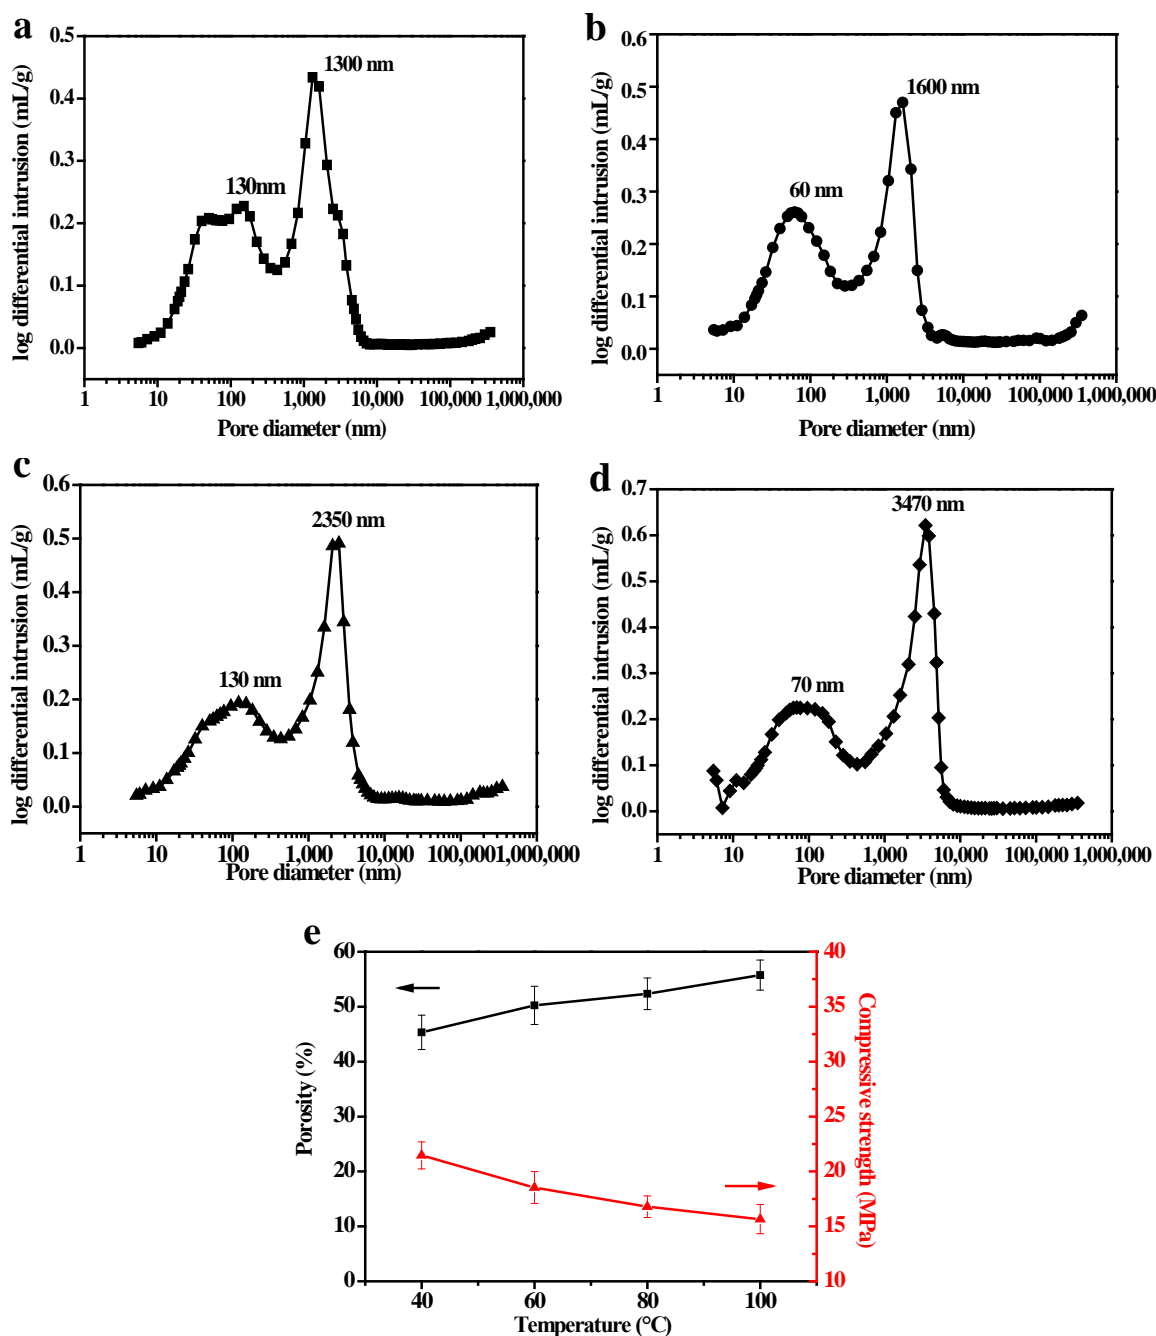 a
0.5
0.4
0.3
0.2
0.1
0.0
log differential intrusion (mL/g)
1300 nm
130nm
1 10 100 1,000 10,000 100,000 1,000,000
Pore diameter (nm)
b
0.6
0.5
0.4
0.3
0.2
0.1
0.0
log differential intrusion (mL/g)
1600 nm
60 nm
1 10 100 1,000 10,000 100,000 1,000,000
Pore diameter (nm)
c
0.6
0.5
0.4
0.3
0.2
0.1
0.0
log differential intrusion (mL/g)
2350 nm
130 nm
1 10 100 1,000 10,000 100,0001,000,000
Pore diameter (nm)
d
0.7
0.6
0.5
0.4
0.3
0.2
0.1
0.0
log differential intrusion (mL/g)
3470 nm
70 nm
1 10 100 1,000 10,000 100,000 1,000,000
Pore diameter (nm)
e
60
50
40
30
20
10
0
Porosity (%)
40
35
30
25
20
15
10
Compressive strength (MPa)
40 60 80 100
Temperature (°C)